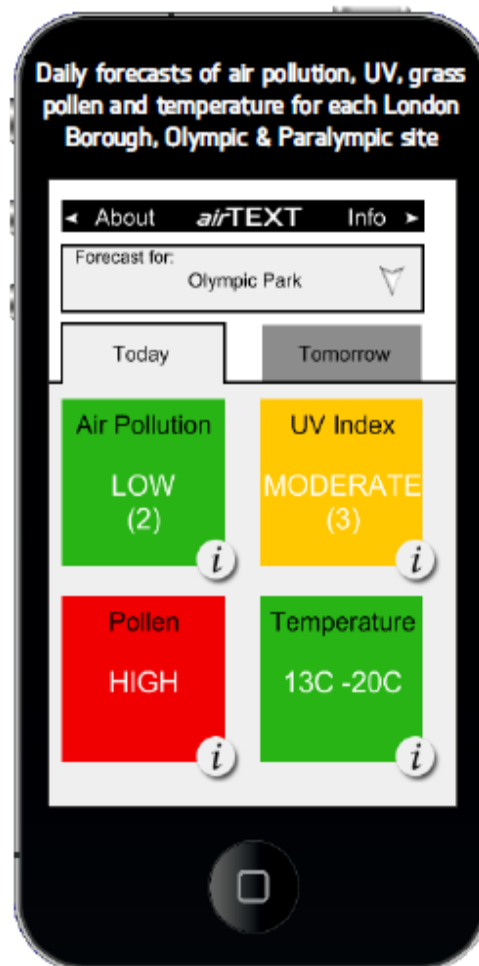 Daily forecasts of air pollution, UV, grass
pollen and temperature for each London
Borough, Olympic & Paralympic site
◄ About airTEXT Info ►
Forecast for:
Olympic Park
Today Tomorrow
Air Pollution
LOW
(2)
i
UV Index
MODERATE
(3)
i
Pollen
HIGH
i
Temperature
13C -20C
i